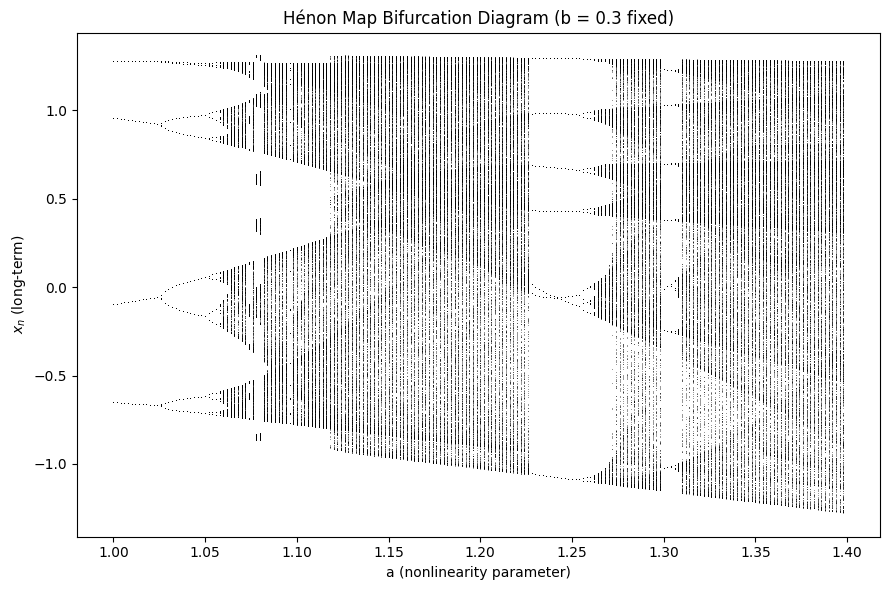 Hénon Map Bifurcation Diagram (b = 0.3 fixed)
1.0
0.5
0.0
−0.5
−1.0
xₙ (long-term)
1.00 1.05 1.10 1.15 1.20 1.25 1.30 1.35 1.40
a (nonlinearity parameter)